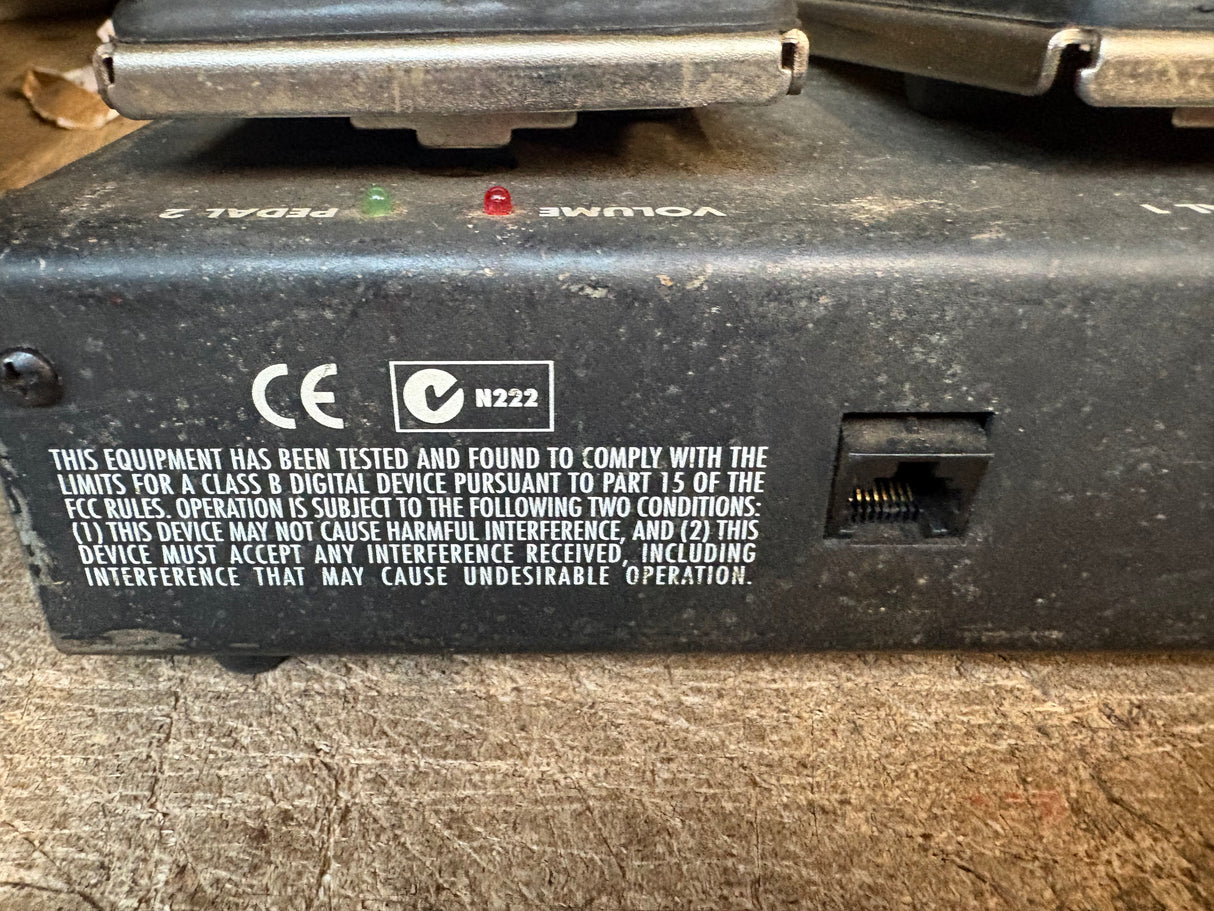 PEDAL 2
VOLUME
CE
N222
THIS EQUIPMENT HAS BEEN TESTED AND FOUND TO COMPLY WITH THE
LIMITS FOR A CLASS B DIGITAL DEVICE PURSUANT TO PART 15 OF THE
FCC RULES. OPERATION IS SUBJECT TO THE FOLLOWING TWO CONDITIONS:
(1) THIS DEVICE MAY NOT CAUSE HARMFUL INTERFERENCE, AND (2) THIS
DEVICE MUST ACCEPT ANY INTERFERENCE RECEIVED, INCLUDING
INTERFERENCE THAT MAY CAUSE UNDESIRABLE OPERATION.